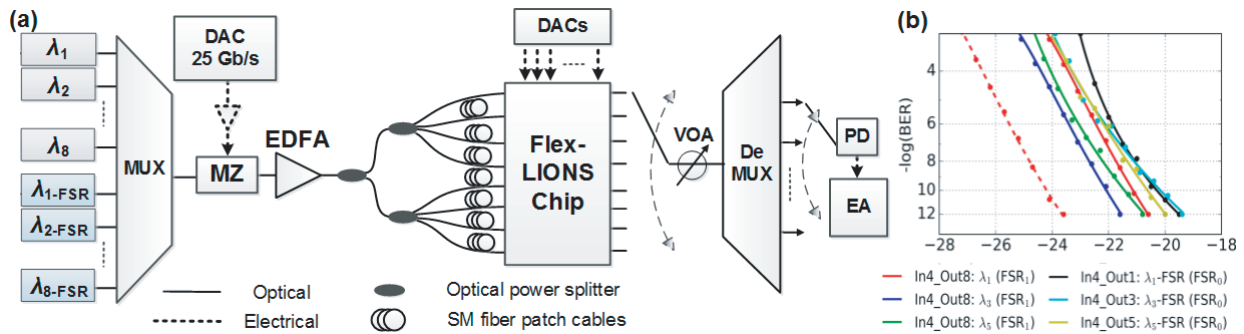 (a)
λ1
λ2
λ8
λ1-FSR
λ2-FSR
λ8-FSR
MUX
DAC
25 Gb/s
MZ
EDFA
DACs
Flex-
LIONS
Chip
VOA
De
MUX
PD
EA
Optical
Electrical
Optical power splitter
SM fiber patch cables
(b)
-log(BER)
4
6
8
10
12
−28 −26 −24 −22 −20 −18
In4_Out8: λ1 (FSR1)
In4_Out8: λ3 (FSR1)
In4_Out8: λ5 (FSR1)
In4_Out1: λ1-FSR (FSR0)
In4_Out3: λ3-FSR (FSR0)
In4_Out5: λ5-FSR (FSR0)